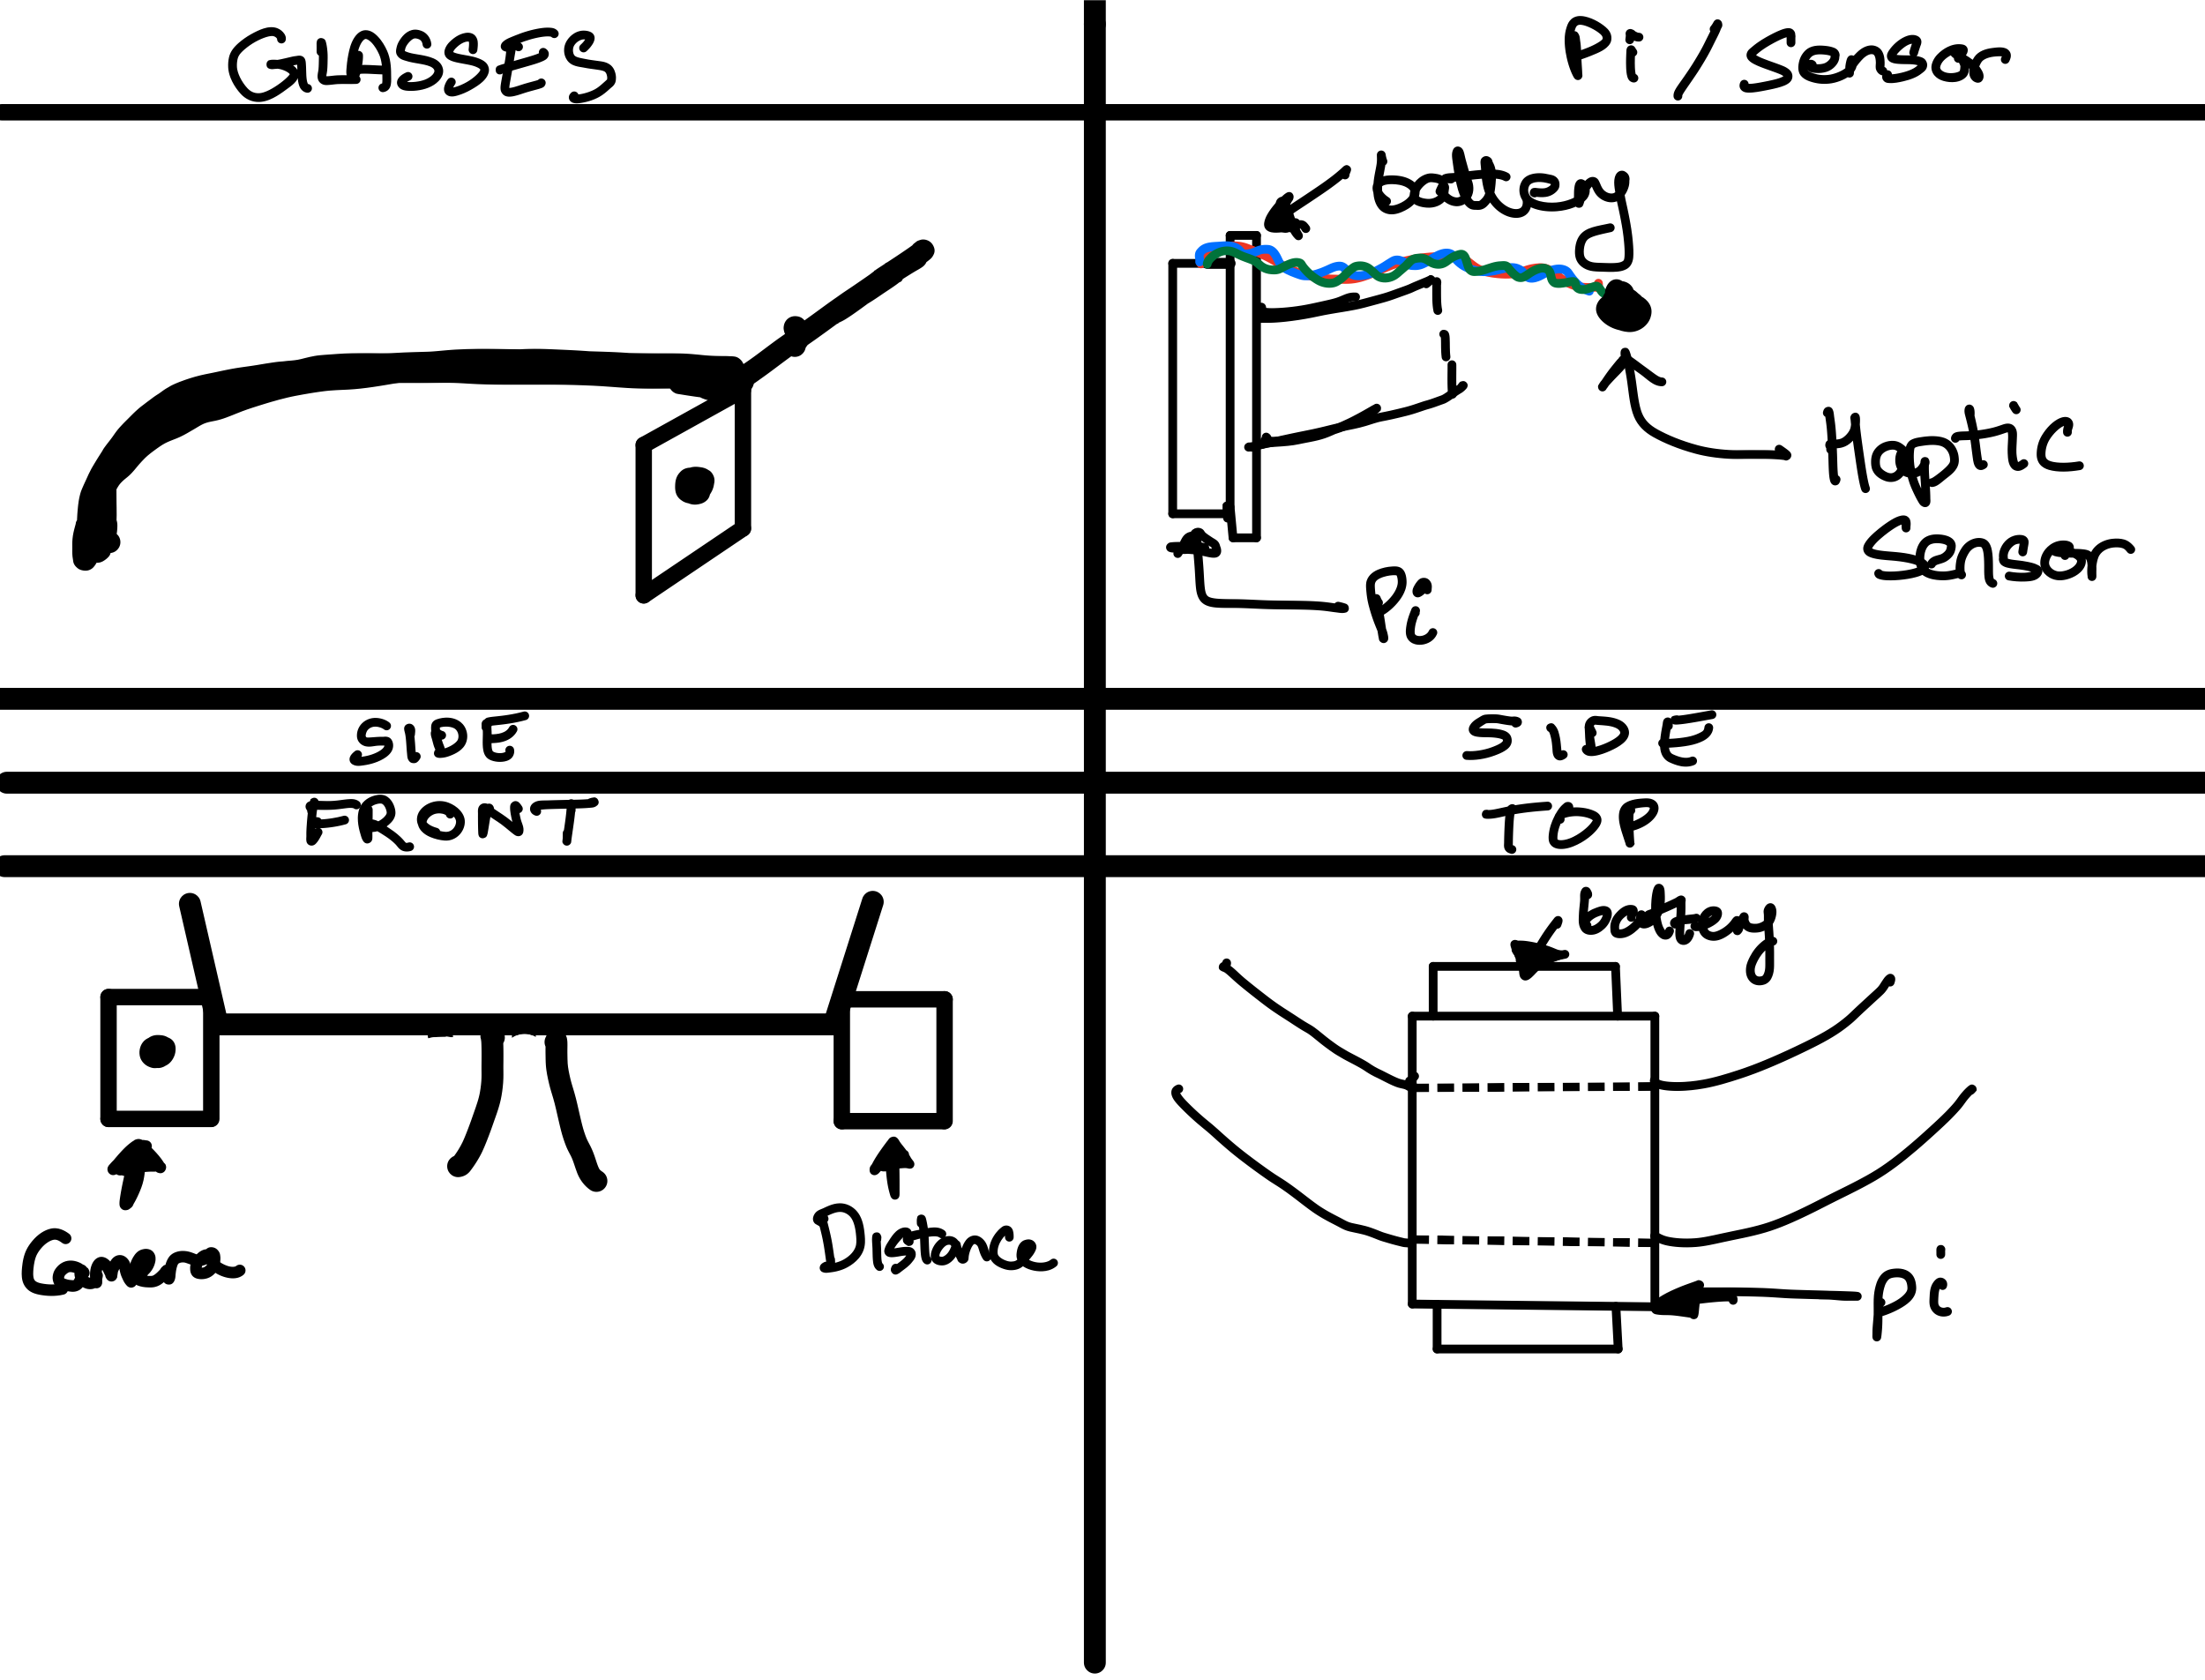 GLASSES
Pi / Sensor
battery
Haptic
Sensor
Pi
SIDE
SIDE
FRONT
TOP
battery
Camera
Distance
Pi